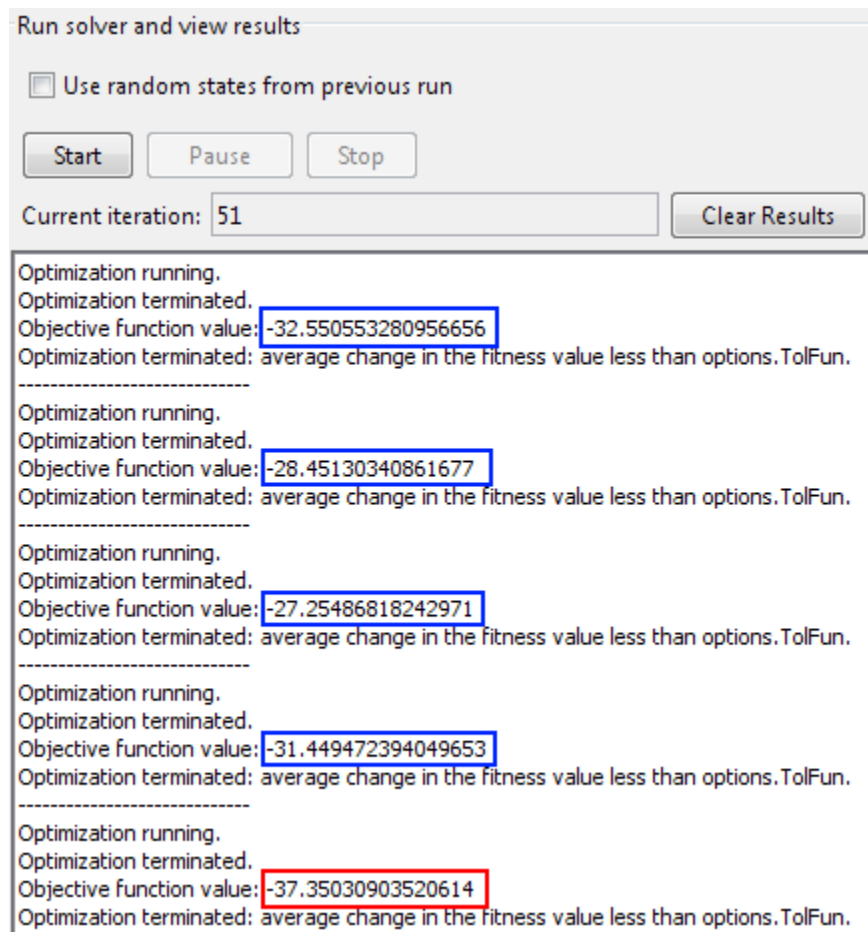 Run solver and view results
Use random states from previous run
Start Pause Stop
Current iteration: 51 Clear Results
Optimization running.
Optimization terminated.
Objective function value: -32.550553280956656
Optimization terminated: average change in the fitness value less than options.TolFun.
-----------------------------
Optimization running.
Optimization terminated.
Objective function value: -28.45130340861677
Optimization terminated: average change in the fitness value less than options.TolFun.
-----------------------------
Optimization running.
Optimization terminated.
Objective function value: -27.25486818242971
Optimization terminated: average change in the fitness value less than options.TolFun.
-----------------------------
Optimization running.
Optimization terminated.
Objective function value: -31.449472394049653
Optimization terminated: average change in the fitness value less than options.TolFun.
-----------------------------
Optimization running.
Optimization terminated.
Objective function value: -37.35030903520614
Optimization terminated: average change in the fitness value less than options.TolFun.